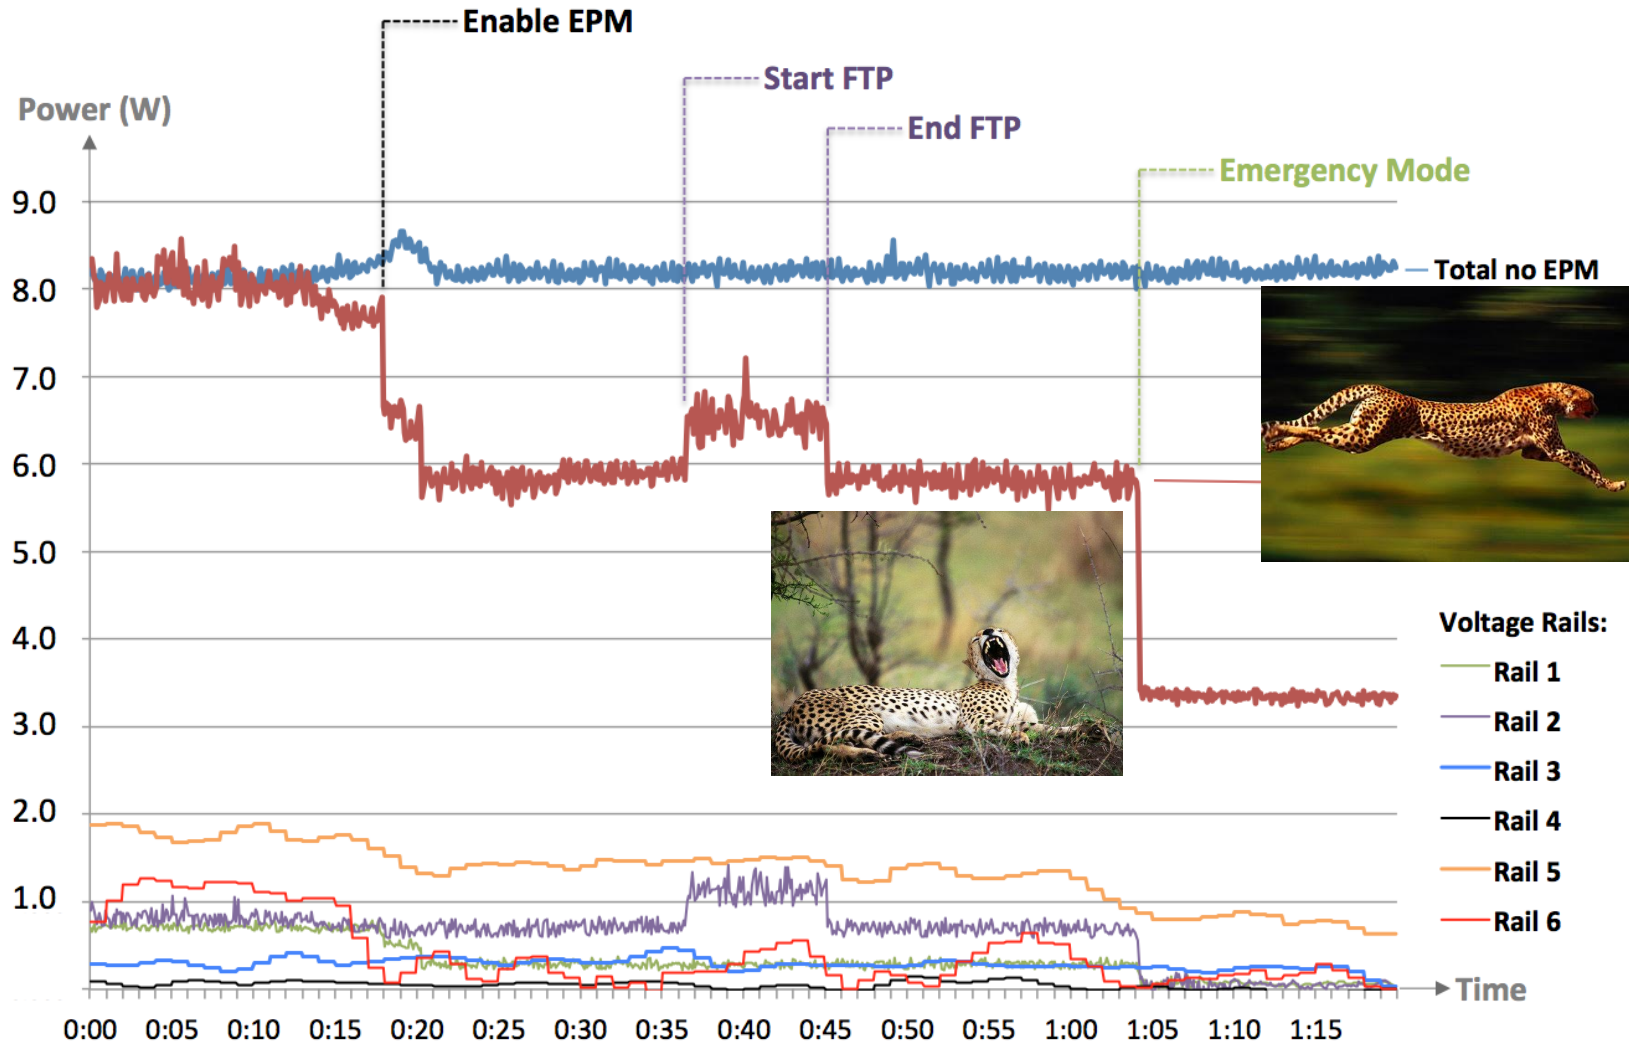 Enable EPM
Start FTP
End FTP
Power (W)
Emergency Mode
9.0
8.0
7.0
6.0
5.0
4.0
3.0
2.0
1.0
Total no EPM
Voltage Rails:
Rail 1
Rail 2
Rail 3
Rail 4
Rail 5
Rail 6
Time
0:00 0:05 0:10 0:15 0:20 0:25 0:30 0:35 0:40 0:45 0:50 0:55 1:00 1:05 1:10 1:15